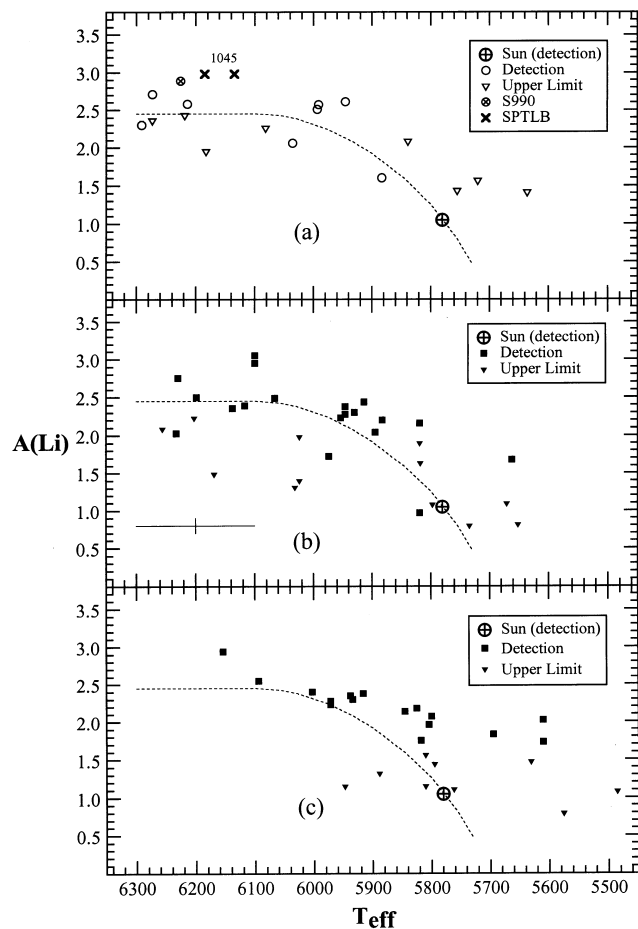 3.5
3.0
2.5
2.0
1.5
1.0
0.5
1045
Sun (detection)
Detection
Upper Limit
S990
SPTLB
(a)
3.5
3.0
2.5
2.0
1.5
1.0
0.5
Sun (detection)
Detection
Upper Limit
A(Li)
(b)
3.5
3.0
2.5
2.0
1.5
1.0
0.5
Sun (detection)
Detection
Upper Limit
(c)
6300 6200 6100 6000 5900 5800 5700 5600 5500
Teff